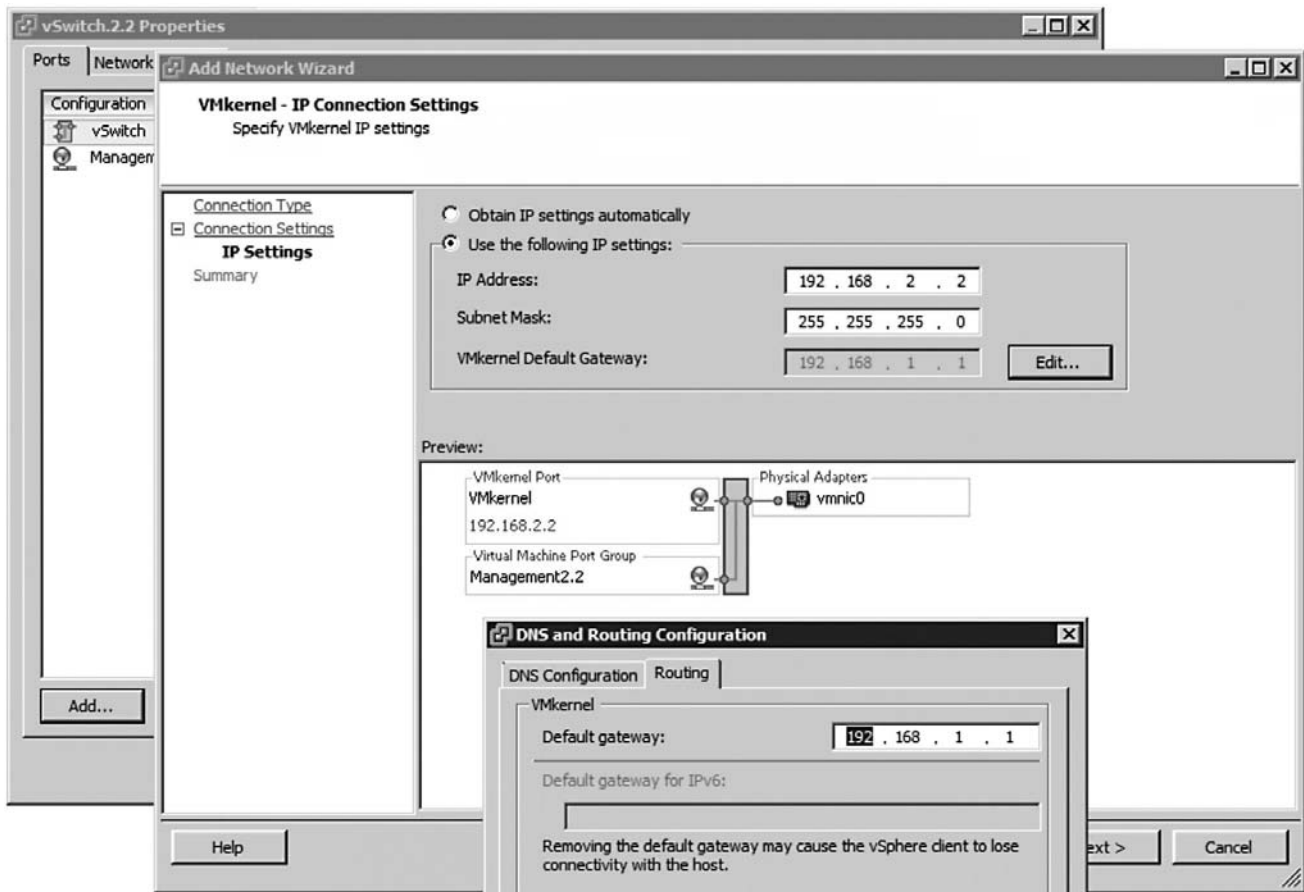 vSwitch.2.2 Properties
Ports
Network
Configuration
vSwitch
Add...
Add Network Wizard
VMkernel - IP Connection Settings
Specify VMkernel IP settings
Connection Type
Connection Settings
IP Settings
Summary
Obtain IP settings automatically
Use the following IP settings:
IP Address: 192 . 168 . 2 . 2
Subnet Mask: 255 . 255 . 255 . 0
VMkernel Default Gateway: 192 . 168 . 1 . 1 Edit...
Preview:
VMkernel Port
VMkernel
192.168.2.2
Virtual Machine Port Group
Management2.2
Physical Adapters
vmnic0
DNS and Routing Configuration
DNS Configuration Routing
VMkernel
Default gateway: 192 . 168 . 1 . 1
Default gateway for IPv6:
Removing the default gateway may cause the vSphere client to lose
connectivity with the host.
Help
ext >
Cancel